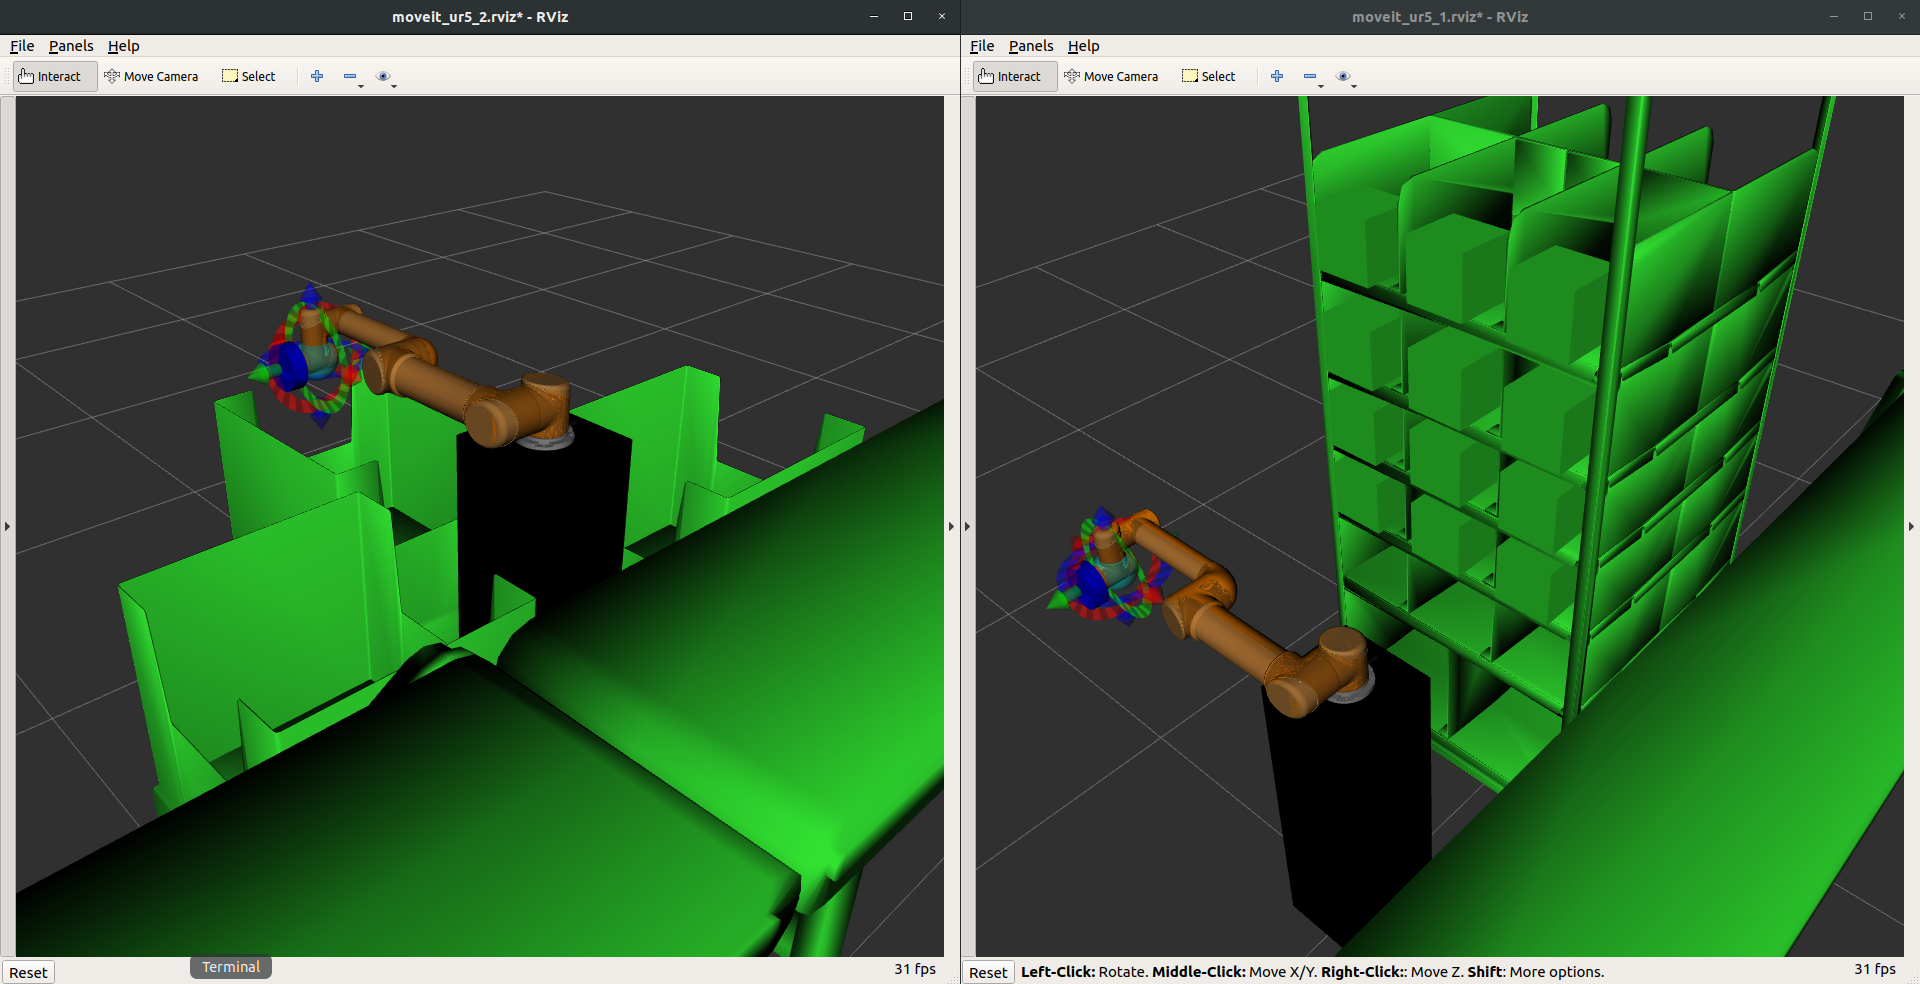 moveit_ur5_2.rviz* - RViz
File Panels Help
Interact Move Camera Select
Reset
Terminal
31 fps
moveit_ur5_1.rviz* - RViz
File Panels Help
Interact Move Camera Select
Reset Left-Click: Rotate. Middle-Click: Move X/Y. Right-Click:: Move Z. Shift: More options.
31 fps